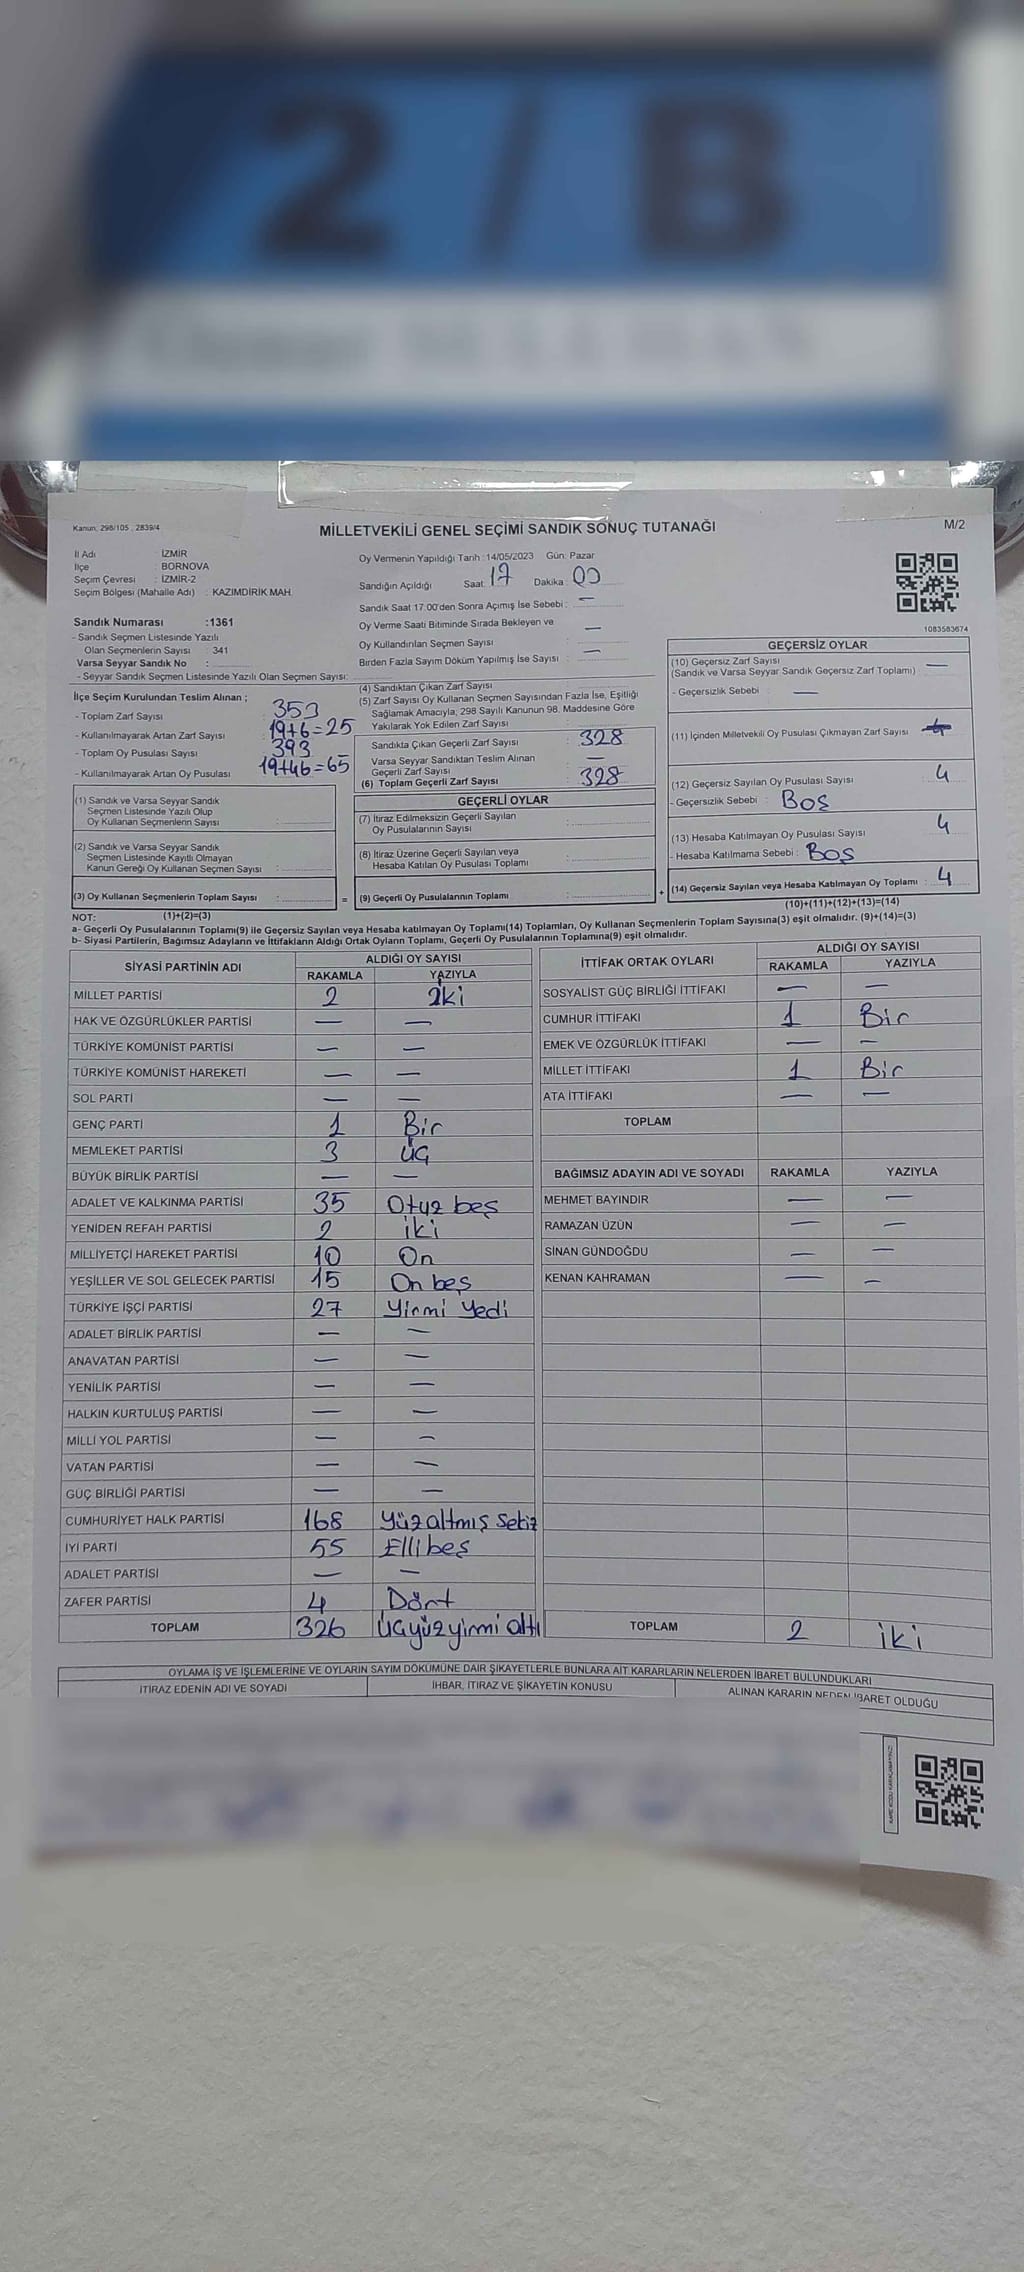 2 / B
Kanun; 298/105 , 2839/4
MİLLETVEKİLİ GENEL SEÇİMİ SANDIK SONUÇ TUTANAĞI
M/2
İl Adı : İZMİR
İlçe : BORNOVA
Seçim Çevresi : İZMİR-2
Seçim Bölgesi (Mahalle Adı) : KAZIMDİRİK MAH.
Oy Vermenin Yapıldığı Tarih :14/05/2023 Gün: Pazar
Sandığın Açıldığı Saat: 17 Dakika : 00
Sandık Saat 17.00'den Sonra Açımış İse Sebebi : —
Oy Verme Saati Bitiminde Sırada Bekleyen ve
Oy Kullandırılan Seçmen Sayısı : —
Birden Fazla Sayım Döküm Yapılmış İse Sayısı : —
1083583674
Sandık Numarası :1361
- Sandık Seçmen Listesinde Yazılı
Olan Seçmenlerin Sayısı : 341
Varsa Seyyar Sandık No :
- Seyyar Sandık Seçmen Listesinde Yazılı Olan Seçmen Sayısı:
İlçe Seçim Kurulundan Teslim Alınan ;
- Toplam Zarf Sayısı : 353
- Kullanılmayarak Artan Zarf Sayısı : 19+6=25
- Toplam Oy Pusulası Sayısı : 393
- Kullanılmayarak Artan Oy Pusulası : 19+46=65
(4) Sandıktan Çıkan Zarf Sayısı :
(5) Zarf Sayısı Oy Kullanan Seçmen Sayısından Fazla İse, Eşitliği
Sağlamak Amacıyla, 298 Sayılı Kanunun 98. Maddesine Göre
Yakılarak Yok Edilen Zarf Sayısı :
Sandıkta Çıkan Geçerli Zarf Sayısı : 328
Varsa Seyyar Sandıktan Teslim Alınan
Geçerli Zarf Sayısı : —
(6) Toplam Geçerli Zarf Sayısı : 328
GEÇERSİZ OYLAR
(10) Geçersiz Zarf Sayısı : —
(Sandık ve Varsa Seyyar Sandık Geçersiz Zarf Toplamı)
- Geçersizlik Sebebi : —
(11) İçinden Milletvekili Oy Pusulası Çıkmayan Zarf Sayısı :
(12) Geçersiz Sayılan Oy Pusulası Sayısı : 4
- Geçersizlik Sebebi : Boş
(13) Hesaba Katılmayan Oy Pusulası Sayısı : 4
- Hesaba Katılmama Sebebi : Boş
(14) Geçersiz Sayılan veya Hesaba Katılmayan Oy Toplamı : 4
(10)+(11)+(12)+(13)=(14)
(1) Sandık ve Varsa Seyyar Sandık
Seçmen Listesinde Yazılı Olup
Oy Kullanan Seçmenlerin Sayısı :
(2) Sandık ve Varsa Seyyar Sandık
Seçmen Listesinde Kayıtlı Olmayan
Kanun Gereği Oy Kullanan Seçmen Sayısı :
(3) Oy Kullanan Seçmenlerin Toplam Sayısı : =
(1)+(2)=(3)
GEÇERLİ OYLAR
(7) İtiraz Edilmeksizin Geçerli Sayılan
Oy Pusulalarının Sayısı :
(8) İtiraz Üzerine Geçerli Sayılan veya
Hesaba Katılan Oy Pusulası Toplamı :
(9) Geçerli Oy Pusulalarının Toplamı : +
NOT:
a- Geçerli Oy Pusulalarının Toplamı(9) ile Geçersiz Sayılan veya Hesaba katılmayan Oy Toplamı(14) Toplamları, Oy Kullanan Seçmenlerin Toplam Sayısına(3) eşit olmalıdır. (9)+(14)=(3)
b- Siyasi Partilerin, Bağımsız Adayların ve İttifakların Aldığı Ortak Oyların Toplamı, Geçerli Oy Pusulalarının Toplamına(9) eşit olmalıdır.
SİYASİ PARTİNİN ADI
ALDIĞI OY SAYISI
RAKAMLA YAZIYLA
MİLLET PARTİSİ 2 iki
HAK VE ÖZGÜRLÜKLER PARTİSİ — —
TÜRKİYE KOMÜNİST PARTİSİ — —
TÜRKİYE KOMÜNİST HAREKETİ — —
SOL PARTİ — —
GENÇ PARTİ 1 Bir
MEMLEKET PARTİSİ 3 üç
BÜYÜK BİRLİK PARTİSİ — —
ADALET VE KALKINMA PARTİSİ 35 Otuz beş
YENİDEN REFAH PARTİSİ 2 iki
MİLLİYETÇİ HAREKET PARTİSİ 10 On
YEŞİLLER VE SOL GELECEK PARTİSİ 15 On beş
TÜRKİYE İŞÇİ PARTİSİ 27 Yirmi Yedi
ADALET BİRLİK PARTİSİ — —
ANAVATAN PARTİSİ — —
YENİLİK PARTİSİ — —
HALKIN KURTULUŞ PARTİSİ — —
MİLLİ YOL PARTİSİ — —
VATAN PARTİSİ — —
GÜÇ BİRLİĞİ PARTİSİ — —
CUMHURİYET HALK PARTİSİ 168 Yüz altmış sekiz
İYİ PARTİ 55 Elli beş
ADALET PARTİSİ — —
ZAFER PARTİSİ 4 Dört
TOPLAM 326 üçyüz yirmi altı
İTTİFAK ORTAK OYLARI
ALDIĞI OY SAYISI
RAKAMLA YAZIYLA
SOSYALİST GÜÇ BİRLİĞİ İTTİFAKI — —
CUMHUR İTTİFAKI 1 Bir
EMEK VE ÖZGÜRLÜK İTTİFAKI — —
MİLLET İTTİFAKI 1 Bir
ATA İTTİFAKI — —
TOPLAM
BAĞIMSIZ ADAYIN ADI VE SOYADI RAKAMLA YAZIYLA
MEHMET BAYINDIR — —
RAMAZAN ÜZÜN — —
SİNAN GÜNDOĞDU — —
KENAN KAHRAMAN — —
TOPLAM 2 iki
OYLAMA İŞ VE İŞLEMLERİNE VE OYLARIN SAYIM DÖKÜMÜNE DAİR ŞİKAYETLERLE BUNLARA AİT KARARLARIN NELERDEN İBARET BULUNDUKLARI
İTİRAZ EDENİN ADI VE SOYADI
İHBAR, İTİRAZ VE ŞİKAYETİN KONUSU
ALINAN KARARIN NEDEN İBARET OLDUĞU